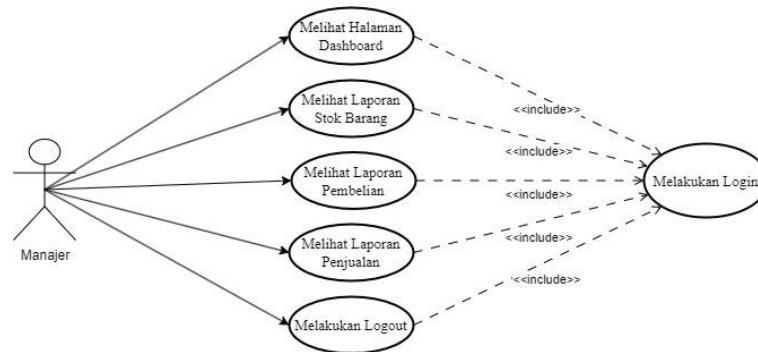 Melihat Halaman
Dashboard
<<include>>
Melihat Laporan
Stok Barang
<<include>>
Melihat Laporan
Pembelian
<<include>>
Melakukan Login
Manajer
Melihat Laporan
Penjualan
<<include>>
Melakukan Logout
<<include>>